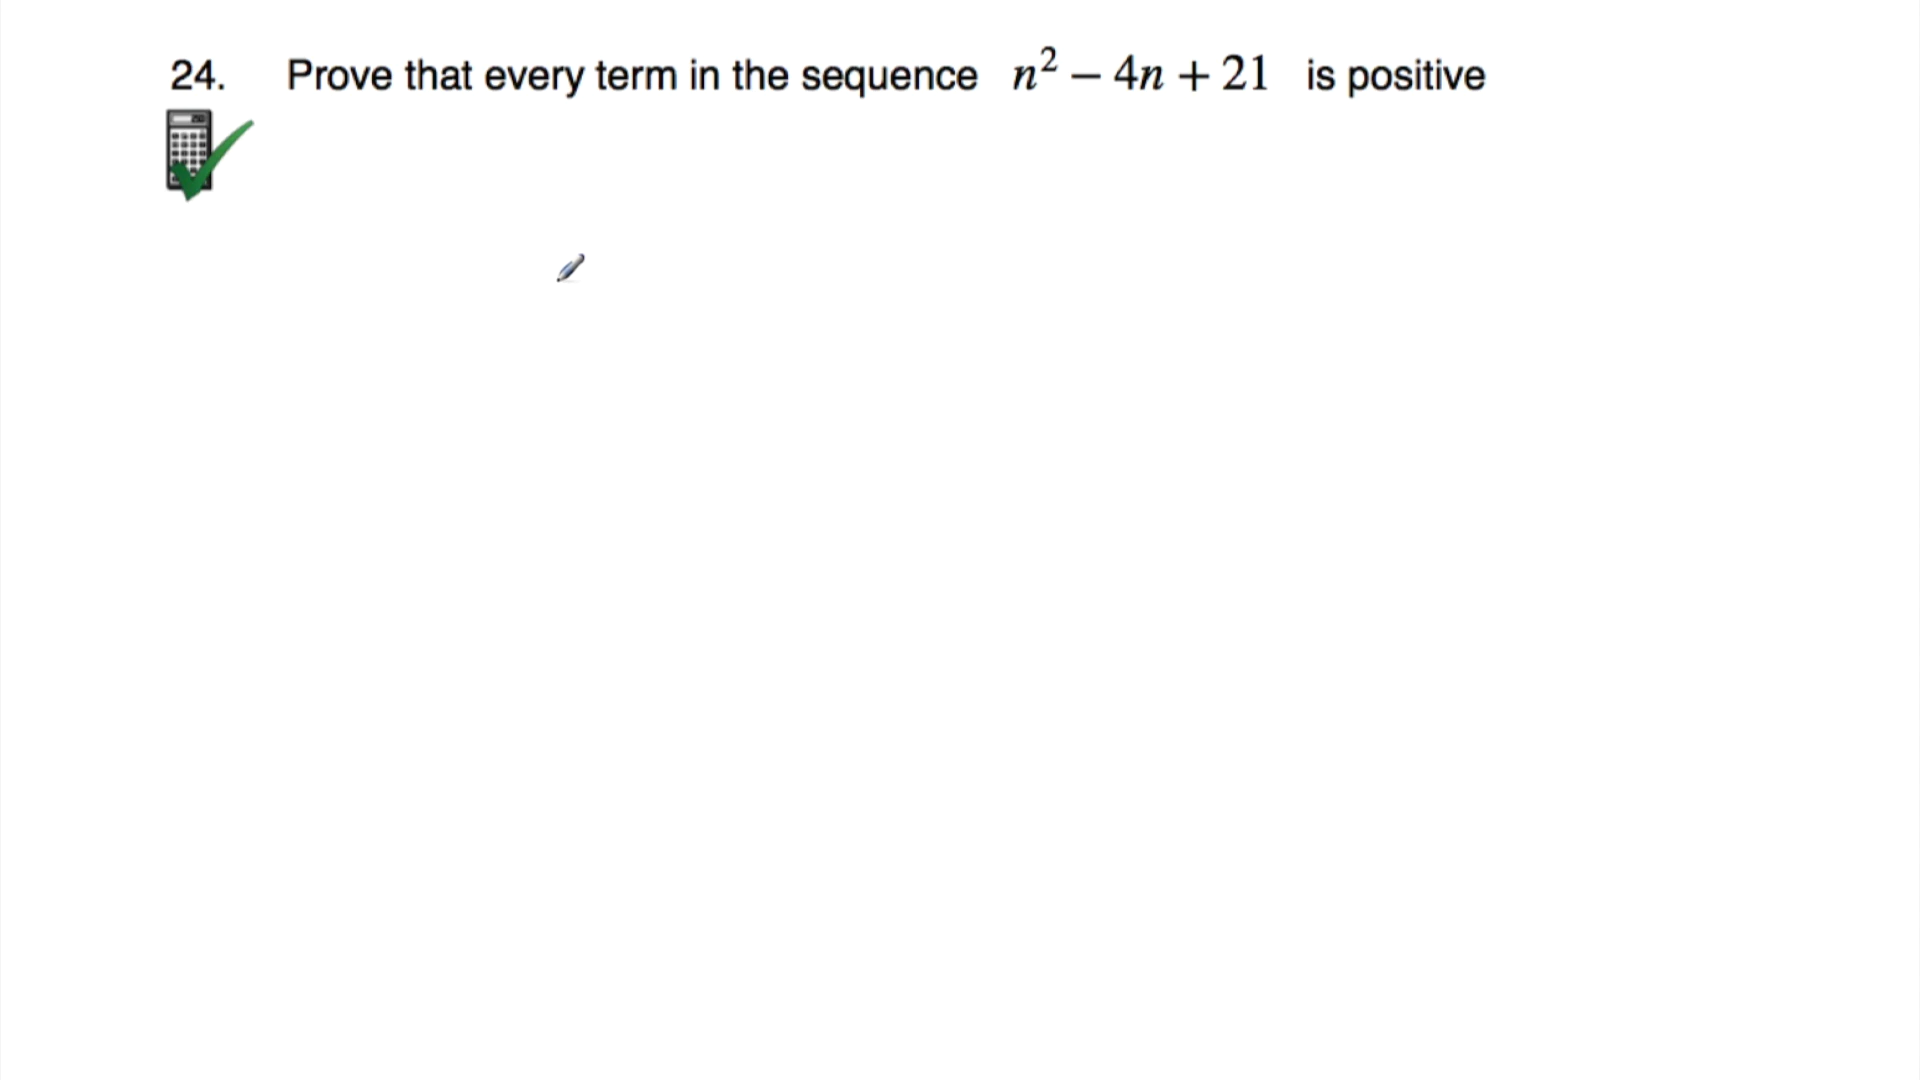 24. Prove that every term in the sequence n² – 4n + 21 is positive